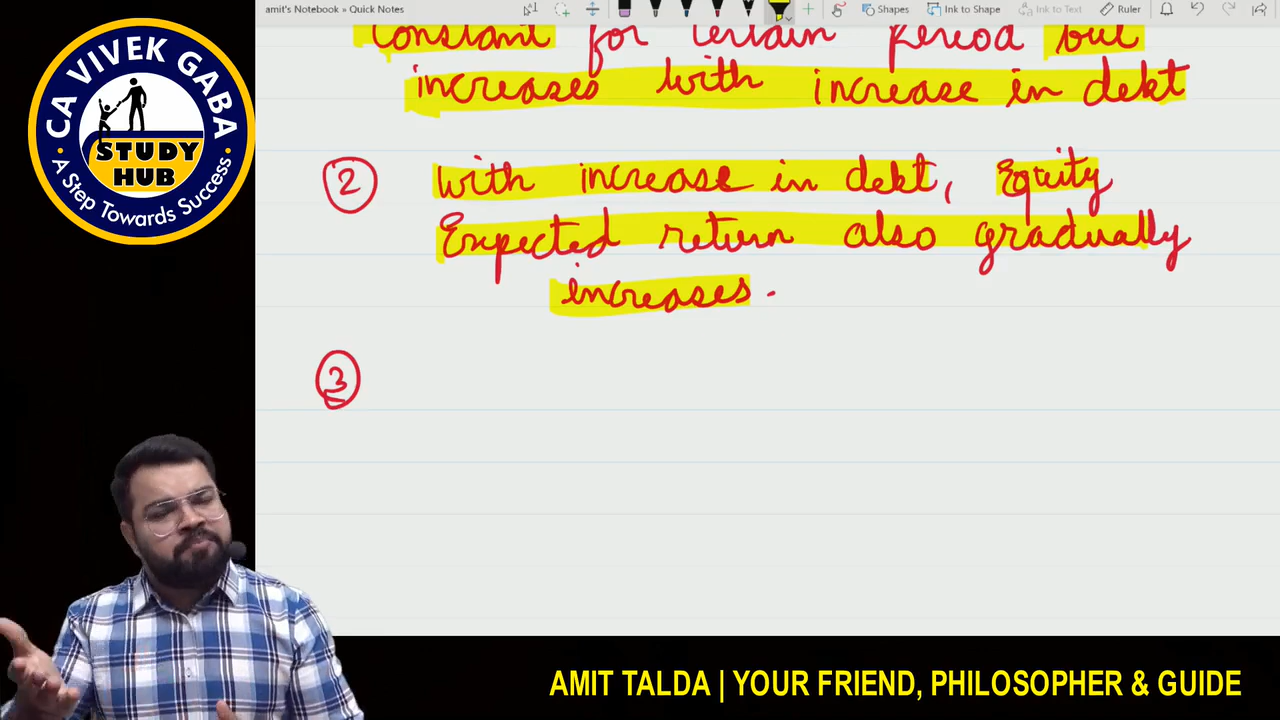 amit's Notebook » Quick Notes
Shapes
Ink to Shape
Ink to Text
Ruler
constant for certain period but
increases with increase in debt
2 with increase in debt, Equity
Expected return also gradually
increases.
3
CA VIVEK GABA
STUDY
HUB
• A Step Towards Success •
AMIT TALDA | YOUR FRIEND, PHILOSOPHER & GUIDE